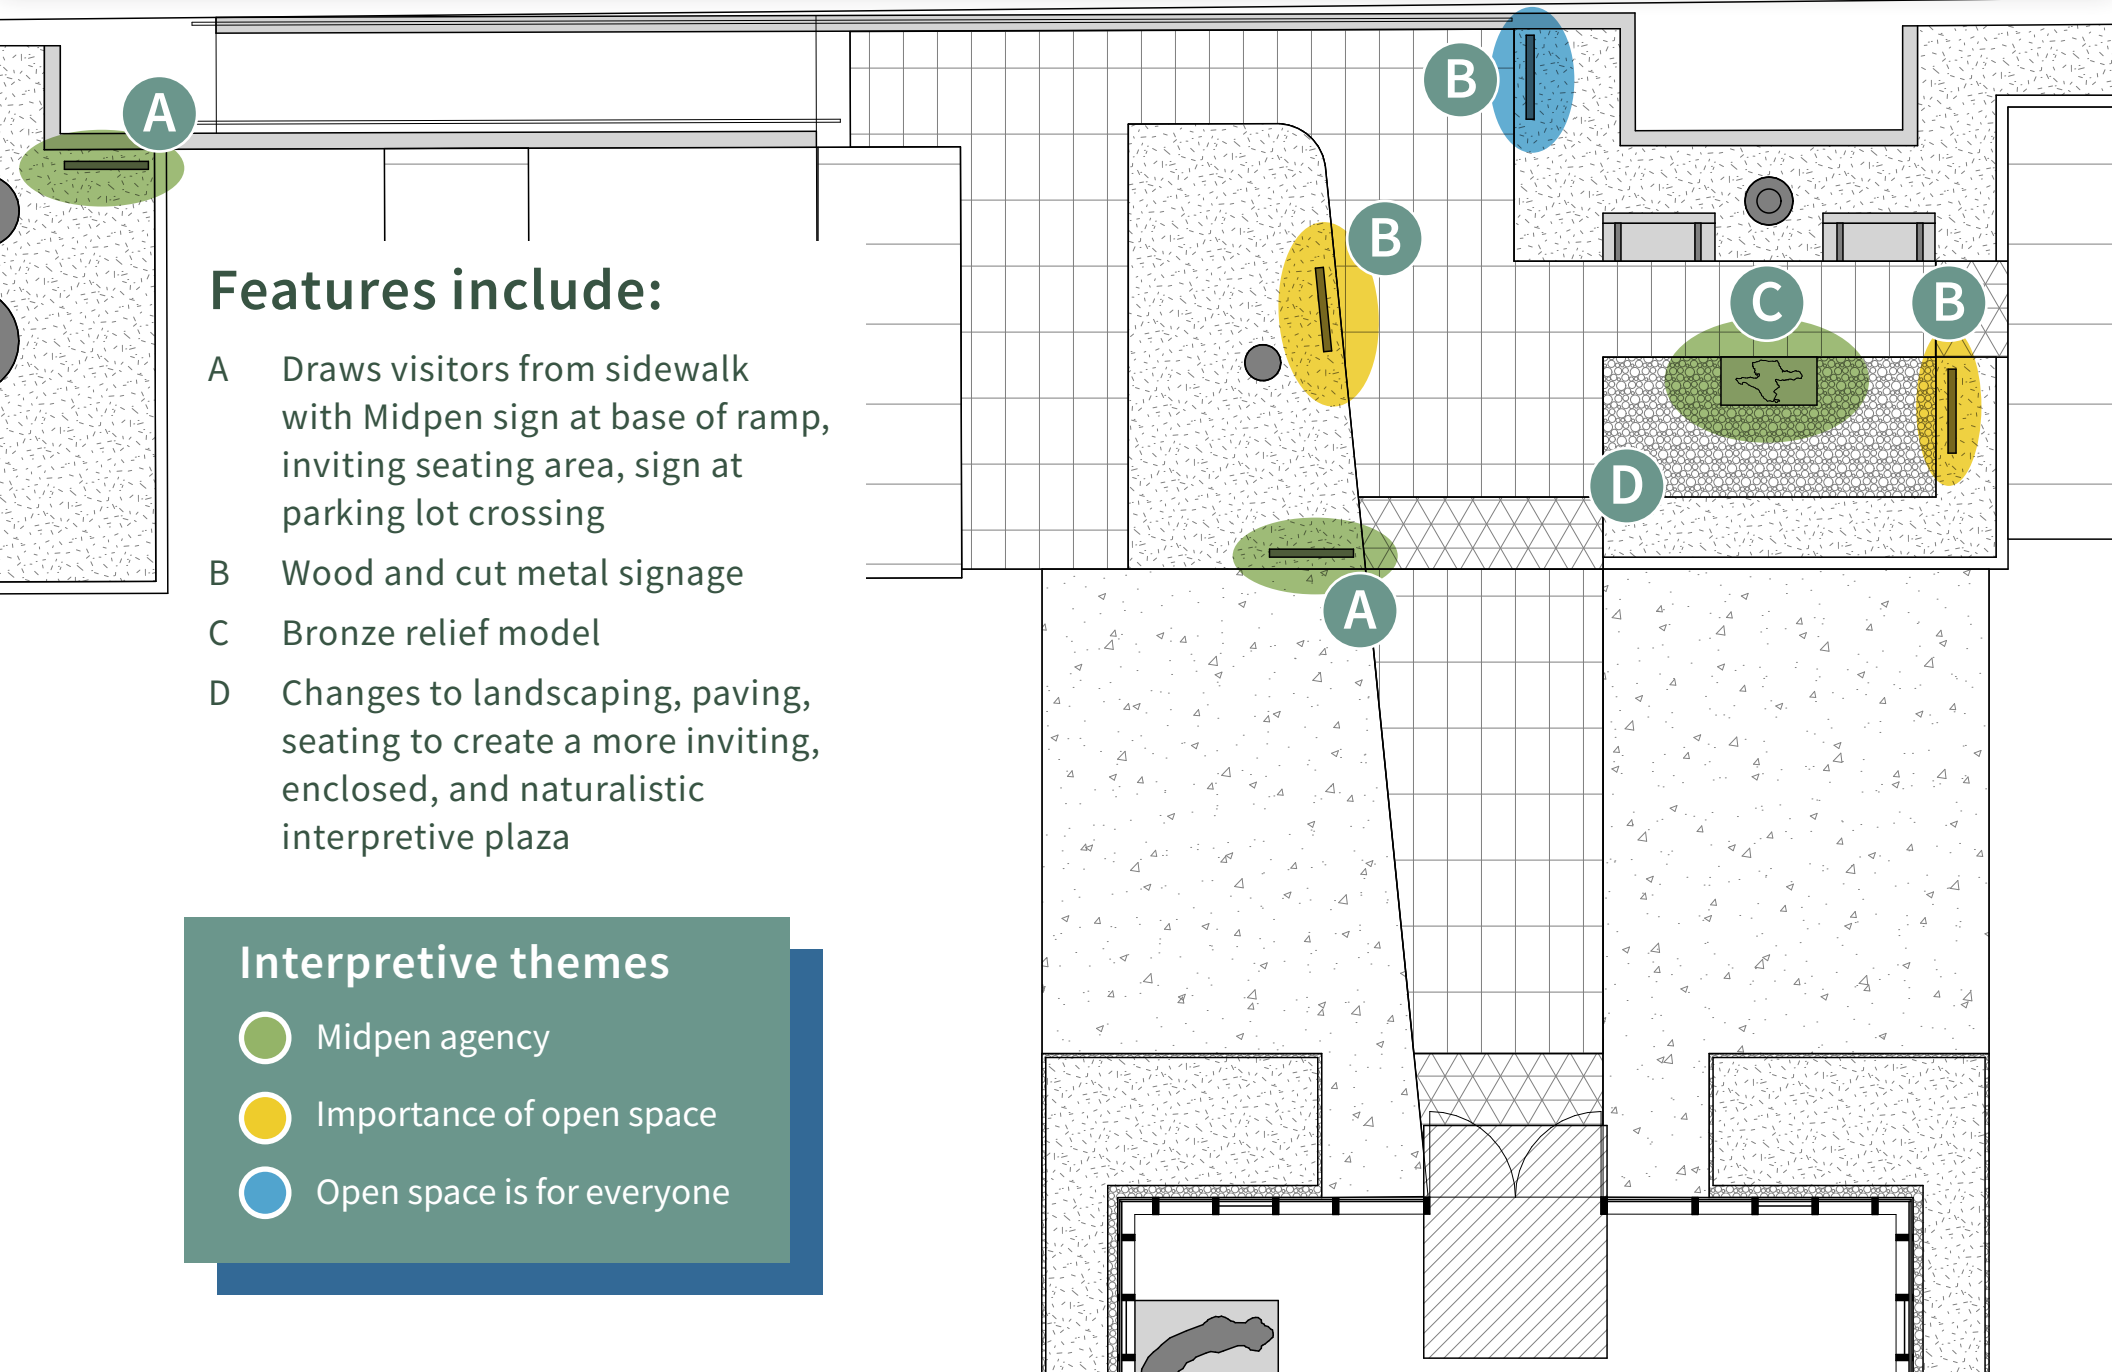 A
B
B
C
B
D
A
Features include:
A Draws visitors from sidewalk
with Midpen sign at base of ramp,
inviting seating area, sign at
parking lot crossing
B Wood and cut metal signage
C Bronze relief model
D Changes to landscaping, paving,
seating to create a more inviting,
enclosed, and naturalistic
interpretive plaza
Interpretive themes
Midpen agency
Importance of open space
Open space is for everyone